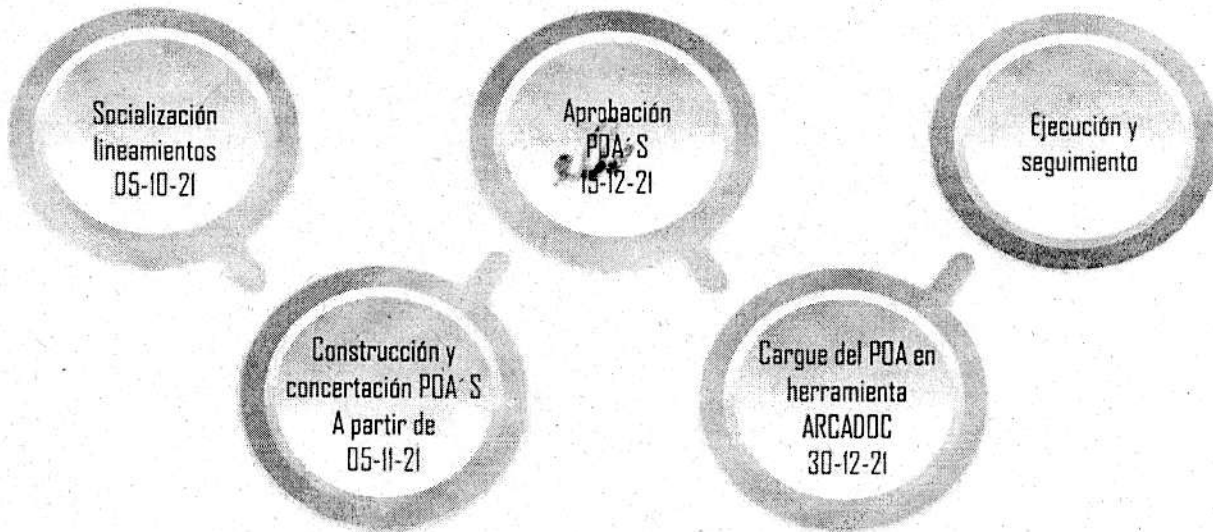 Socialización
lineamientos
05-10-21
Construcción y
concertación POA´S
A partir de
05-11-21
Aprobación
POA´S
15-12-21
Cargue del POA en
herramienta
ARCADOC
30-12-21
Ejecución y
seguimiento